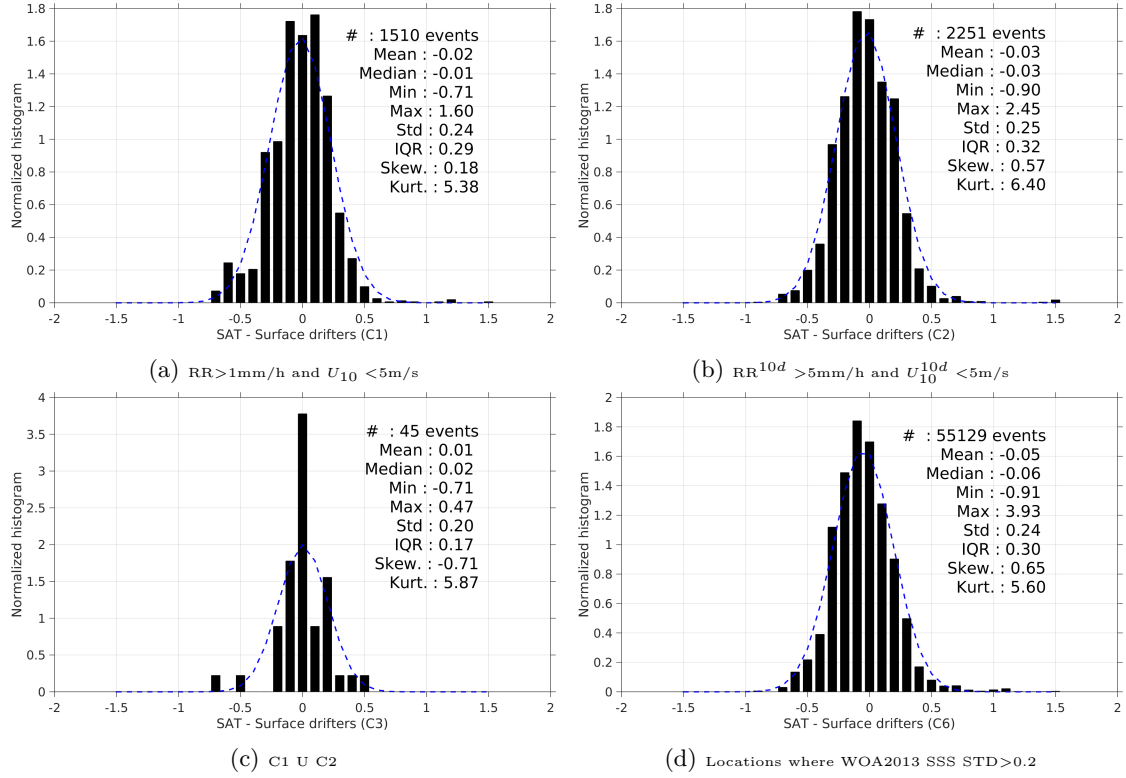 Normalized histogram
1.8
1.6
1.4
1.2
1
0.8
0.6
0.4
0.2
0
# : 1510 events
Mean : -0.02
Median : -0.01
Min : -0.71
Max : 1.60
Std : 0.24
IQR : 0.29
Skew. : 0.18
Kurt. : 5.38
-2 -1.5 -1 -0.5 0 0.5 1 1.5 2
SAT - Surface drifters (C1)
(a) RR>1mm/h and U10 <5m/s
Normalized histogram
1.8
1.6
1.4
1.2
1
0.8
0.6
0.4
0.2
0
# : 2251 events
Mean : -0.03
Median : -0.03
Min : -0.90
Max : 2.45
Std : 0.25
IQR : 0.32
Skew. : 0.57
Kurt. : 6.40
-2 -1.5 -1 -0.5 0 0.5 1 1.5 2
SAT - Surface drifters (C2)
(b) RR10d >5mm/h and U10 10d <5m/s
Normalized histogram
4
3.5
3
2.5
2
1.5
1
0.5
0
# : 45 events
Mean : 0.01
Median : 0.02
Min : -0.71
Max : 0.47
Std : 0.20
IQR : 0.17
Skew. : -0.71
Kurt. : 5.87
-2 -1.5 -1 -0.5 0 0.5 1 1.5 2
SAT - Surface drifters (C3)
(c) C1 U C2
Normalized histogram
2
1.8
1.6
1.4
1.2
1
0.8
0.6
0.4
0.2
0
# : 55129 events
Mean : -0.05
Median : -0.06
Min : -0.91
Max : 3.93
Std : 0.24
IQR : 0.30
Skew. : 0.65
Kurt. : 5.60
-2 -1.5 -1 -0.5 0 0.5 1 1.5 2
SAT - Surface drifters (C6)
(d) Locations where WOA2013 SSS STD>0.2